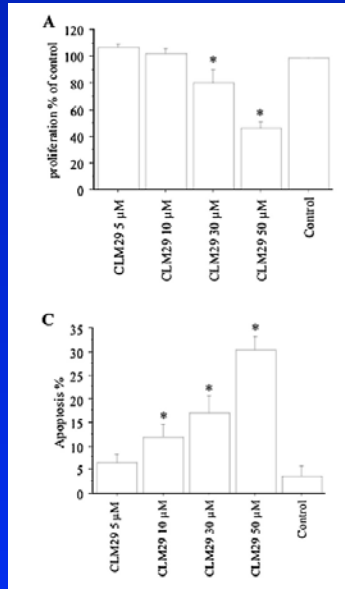 A
proliferation % of control
120
100
80
60
40
20
0
*
*
CLM29 5 µM
CLM29 10 µM
CLM29 30 µM
CLM29 50 µM
Control
C
Apoptosis %
35
30
25
20
15
10
5
0
*
*
*
CLM29 5 µM
CLM29 10 µM
CLM29 30 µM
CLM29 50 µM
Control